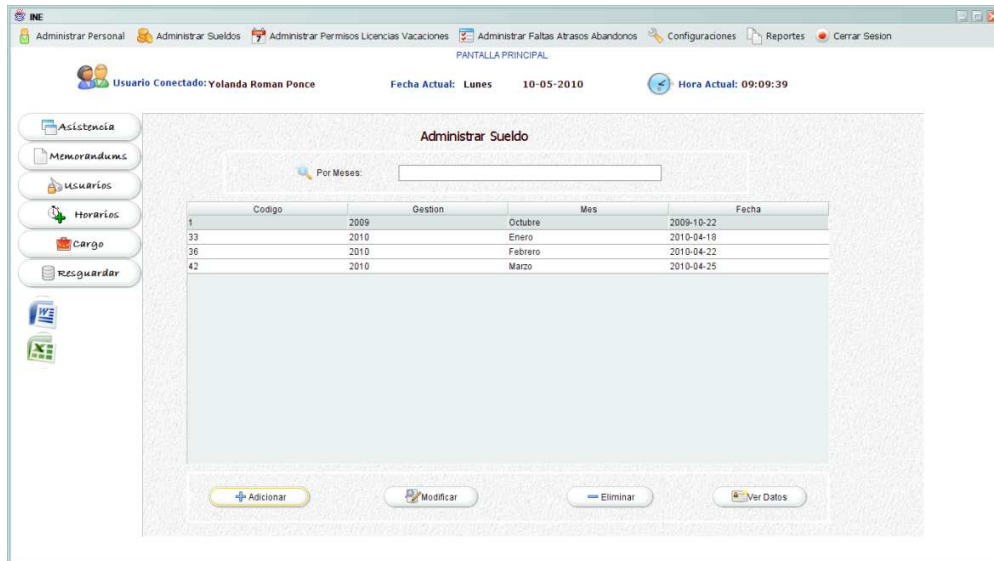 INE
Administrar Personal Administrar Sueldos Administrar Permisos Licencias Vacaciones Administrar Faltas Atrasos Abandonos Configuraciones Reportes Cerrar Sesion
PANTALLA PRINCIPAL
Usuario Conectado: Yolanda Roman Ponce Fecha Actual: Lunes 10-05-2010 Hora Actual: 09:09:39
Asistencia
Memorandums
Usuarios
Horarios
Cargo
Resguardar
Administrar Sueldo
Por Meses:
Codigo Gestion Mes Fecha
1 2009 Octubre 2009-10-22
33 2010 Enero 2010-04-18
36 2010 Febrero 2010-04-22
42 2010 Marzo 2010-04-25
Adicionar Modificar Eliminar Ver Datos